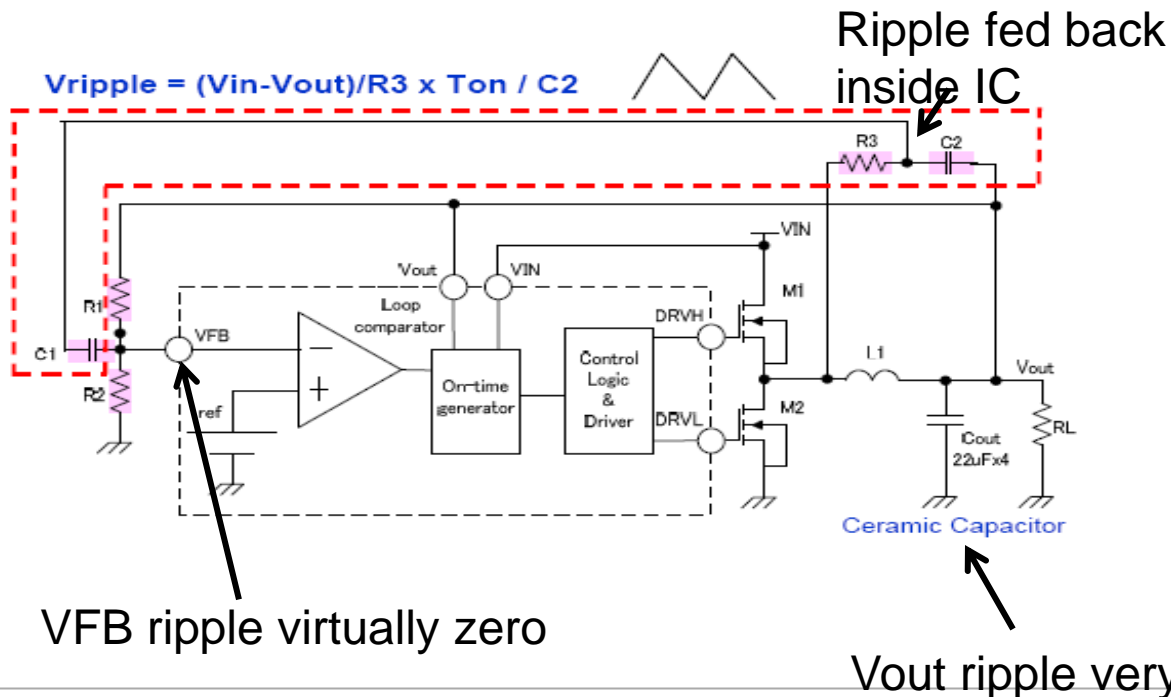 Ripple fed back
inside IC
Vripple = (Vin-Vout)/R3 x Ton / C2
R3
C2
VIN
Vout
VIN
M1
R1
Loop
comparator
DRVH
VFB
C1
L1
Vout
Control
Logic
&
Driver
On-time
generator
R2
ref
M2
DRVL
Cout
22uFx4
RL
Ceramic Capacitor
VFB ripple virtually zero
Vout ripple very